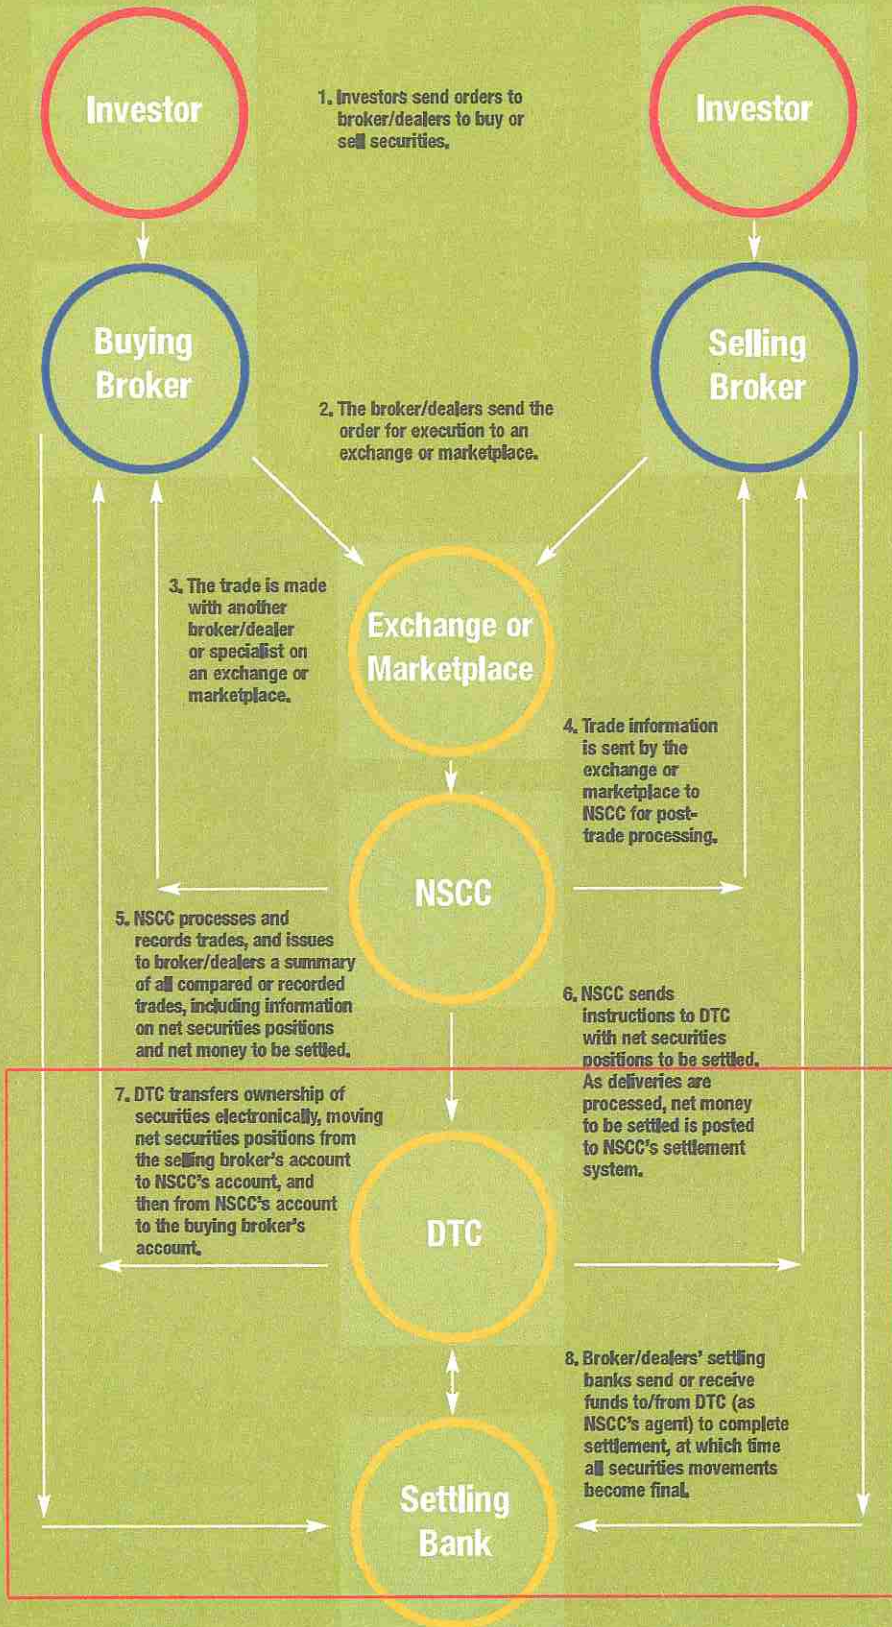 Investor
Investor
1. Investors send orders to
broker/dealers to buy or
sell securities.
Buying
Broker
Selling
Broker
2. The broker/dealers send the
order for execution to an
exchange or marketplace.
3. The trade is made
with another
broker/dealer
or specialist on
an exchange or
marketplace.
Exchange or
Marketplace
4. Trade information
is sent by the
exchange or
marketplace to
NSCC for post-
trade processing.
NSCC
5. NSCC processes and
records trades, and issues
to broker/dealers a summary
of all compared or recorded
trades, including information
on net securities positions
and net money to be settled.
6. NSCC sends
instructions to DTC
with net securities
positions to be settled.
As deliveries are
processed, net money
to be settled is posted
to NSCC's settlement
system.
7. DTC transfers ownership of
securities electronically, moving
net securities positions from
the selling broker's account
to NSCC's account, and
then from NSCC's account
to the buying broker's
account.
DTC
8. Broker/dealers' settling
banks send or receive
funds to/from DTC (as
NSCC's agent) to complete
settlement, at which time
all securities movements
become final.
Settling
Bank